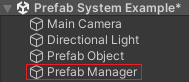 Prefab System Example*
Main Camera
Directional Light
Prefab Object
Prefab Manager